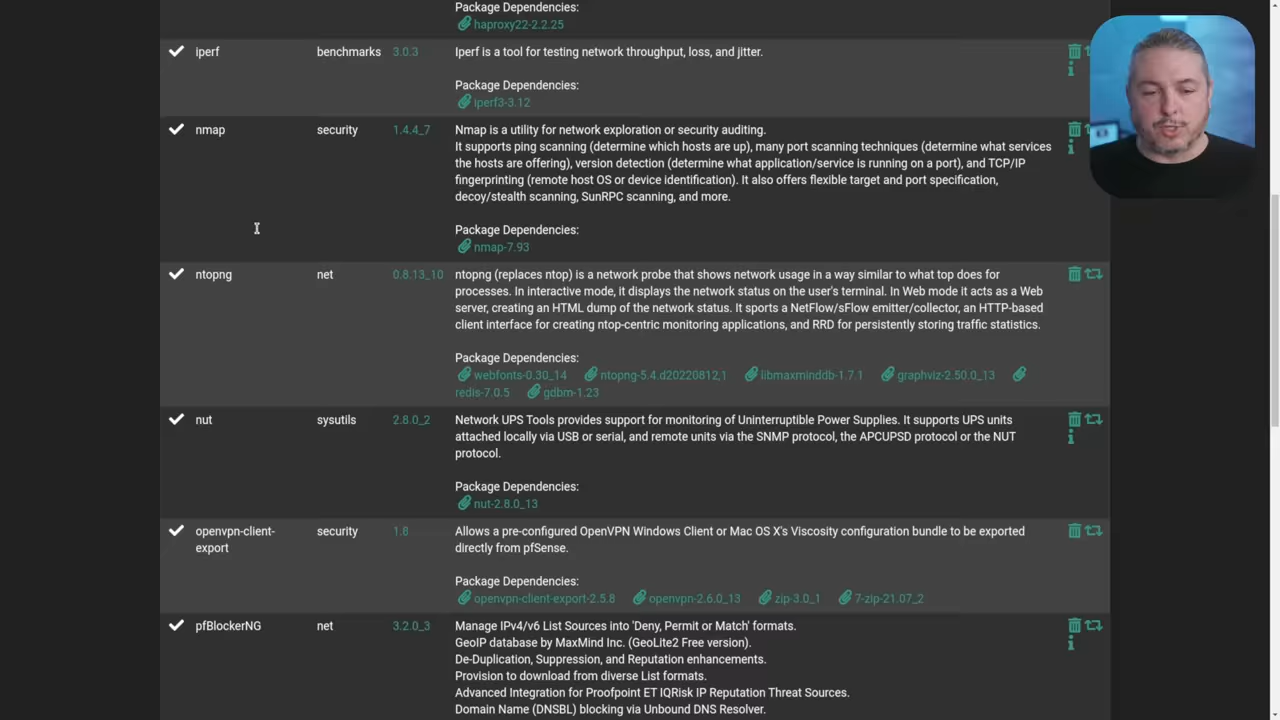 Package Dependencies:
haproxy22-2.2.25
iperf benchmarks 3.0.3 Iperf is a tool for testing network throughput, loss, and jitter.
Package Dependencies:
iperf3-3.12
nmap security 1.4.4_7 Nmap is a utility for network exploration or security auditing.
It supports ping scanning (determine which hosts are up), many port scanning techniques (determine what services
the hosts are offering), version detection (determine what application/service is running on a port), and TCP/IP
fingerprinting (remote host OS or device identification). It also offers flexible target and port specification,
decoy/stealth scanning, SunRPC scanning, and more.
Package Dependencies:
nmap-7.93
ntopng net 0.8.13_10 ntopng (replaces ntop) is a network probe that shows network usage in a way similar to what top does for
processes. In interactive mode, it displays the network status on the user's terminal. In Web mode it acts as a Web
server, creating an HTML dump of the network status. It sports a NetFlow/sFlow emitter/collector, an HTTP-based
client interface for creating ntop-centric monitoring applications, and RRD for persistently storing traffic statistics.
Package Dependencies:
webfonts-0.30_14 ntopng-5.4.d20220812,1 libmaxminddb-1.7.1 graphviz-2.50.0_13
redis-7.0.5 gdbm-1.23
nut sysutils 2.8.0_2 Network UPS Tools provides support for monitoring of Uninterruptible Power Supplies. It supports UPS units
attached locally via USB or serial, and remote units via the SNMP protocol, the APCUPSD protocol or the NUT
protocol.
Package Dependencies:
nut-2.8.0_13
openvpn-client- security 1.8 Allows a pre-configured OpenVPN Windows Client or Mac OS X's Viscosity configuration bundle to be exported
export directly from pfSense.
Package Dependencies:
openvpn-client-export-2.5.8 openvpn-2.6.0_13 zip-3.0_1 7-zip-21.07_2
pfBlockerNG net 3.2.0_3 Manage IPv4/v6 List Sources into 'Deny, Permit or Match' formats.
GeoIP database by MaxMind Inc. (GeoLite2 Free version).
De-Duplication, Suppression, and Reputation enhancements.
Provision to download from diverse List formats.
Advanced Integration for Proofpoint ET IQRisk IP Reputation Threat Sources.
Domain Name (DNSBL) blocking via Unbound DNS Resolver.